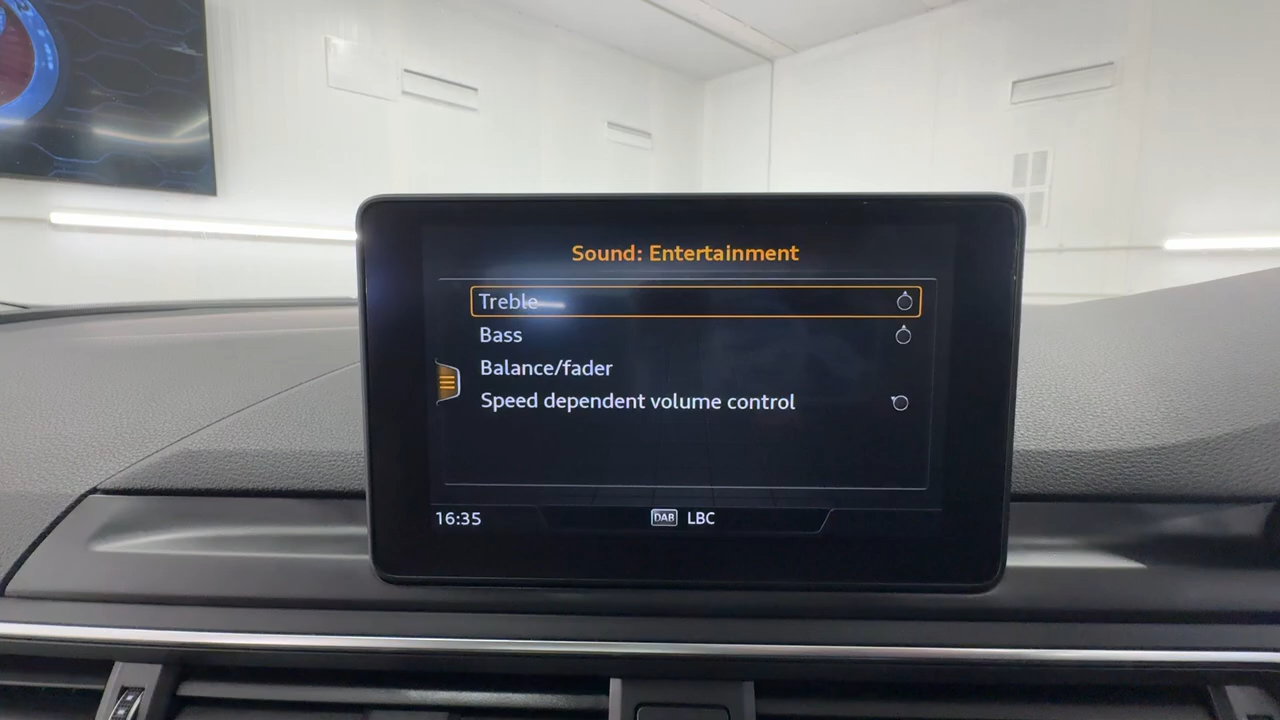 Sound: Entertainment
Treble
Bass
Balance/fader
Speed dependent volume control
16:35 DAB LBC